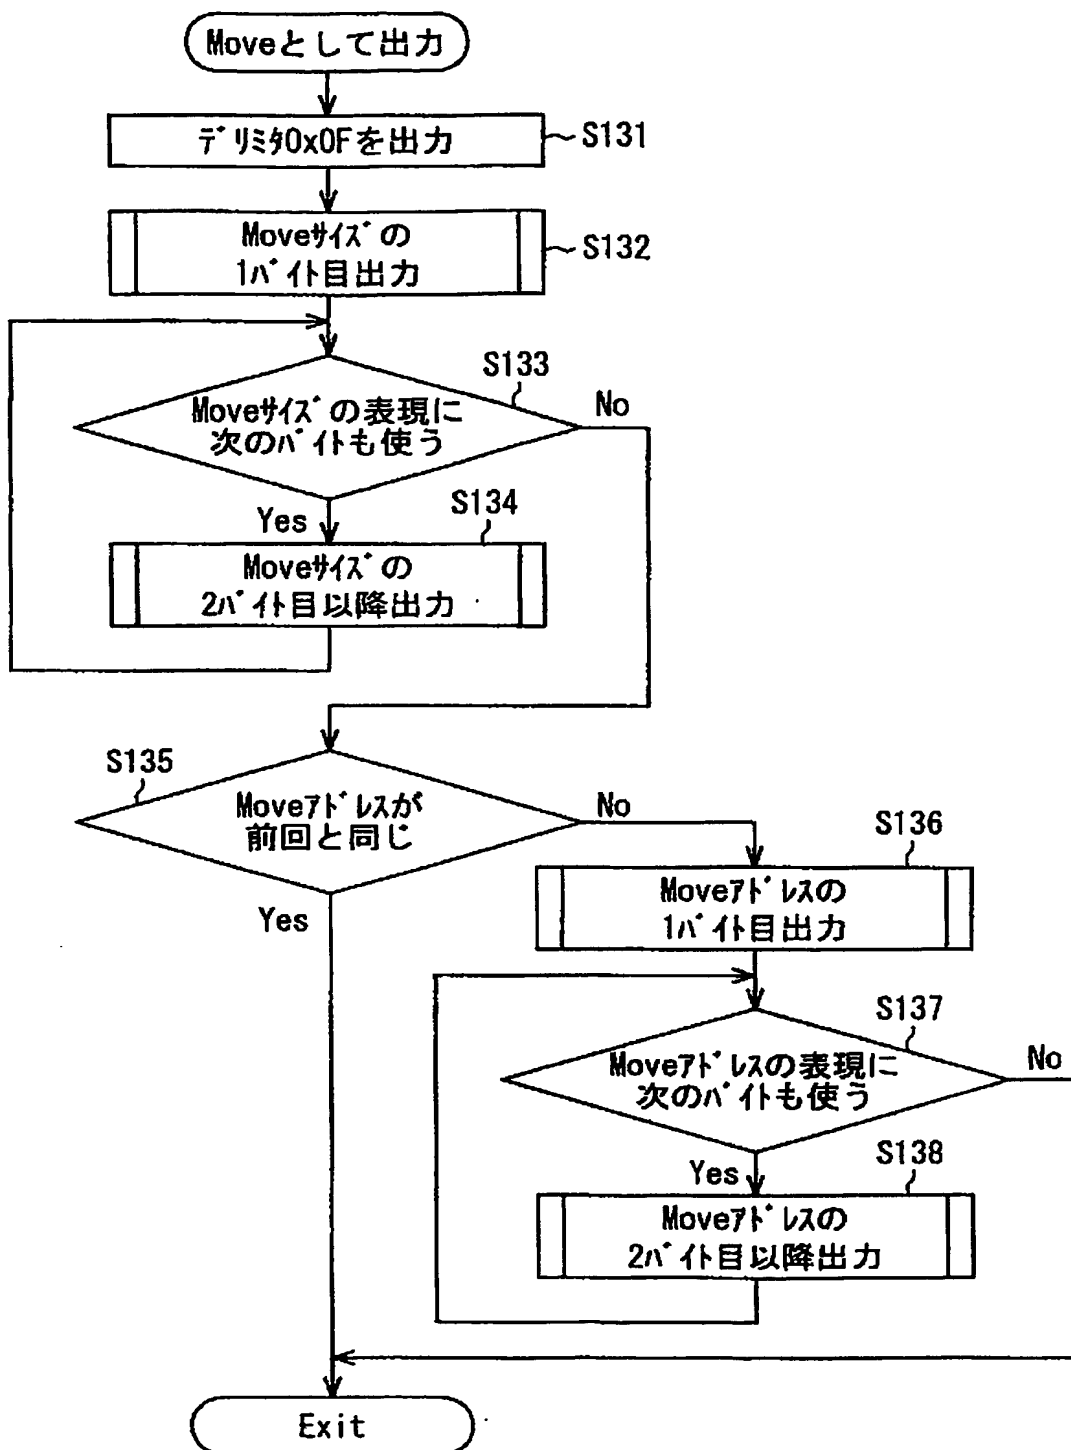 Moveとして出力
ﾃﾞﾘﾐﾀ0x0Fを出力
S131
Moveｻｲｽﾞの
1ﾊﾞｲﾄ目出力
S132
S133
Moveｻｲｽﾞの表現に
次のﾊﾞｲﾄも使う
No
Yes
S134
Moveｻｲｽﾞの
2ﾊﾞｲﾄ目以降出力
S135
Moveｱﾄﾞﾚｽが
前回と同じ
No
Yes
S136
Moveｱﾄﾞﾚｽの
1ﾊﾞｲﾄ目出力
S137
Moveｱﾄﾞﾚｽの表現に
次のﾊﾞｲﾄも使う
No
Yes
S138
Moveｱﾄﾞﾚｽの
2ﾊﾞｲﾄ目以降出力
Exit